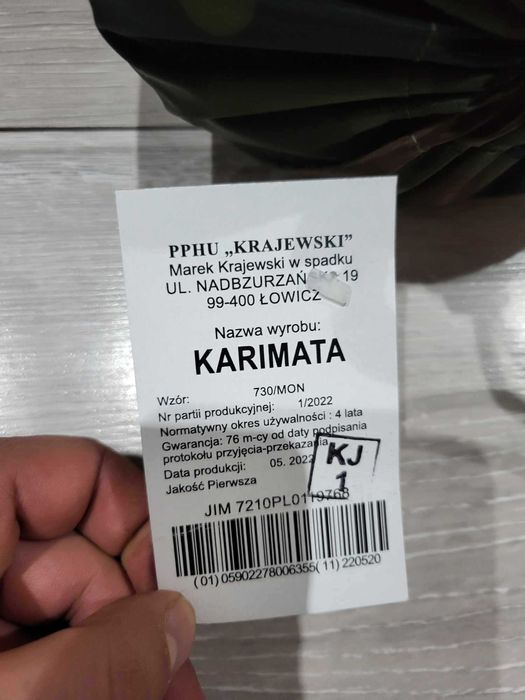 PPHU „KRAJEWSKI”
Marek Krajewski w spadku
UL. NADBZURZAŃSKA 19
99-400 ŁOWICZ
Nazwa wyrobu:
KARIMATA
Wzór: 730/MON
Nr partii produkcyjnej: 1/2022
Normatywny okres używalności : 4 lata
Gwarancja: 76 m-cy od daty podpisania
protokołu przyjęcia-przekazania
Data produkcji: 05. 2022
Jakość Pierwsza
KJ
1
JIM 7210PL0119768
(01)05902278006355(11)220520